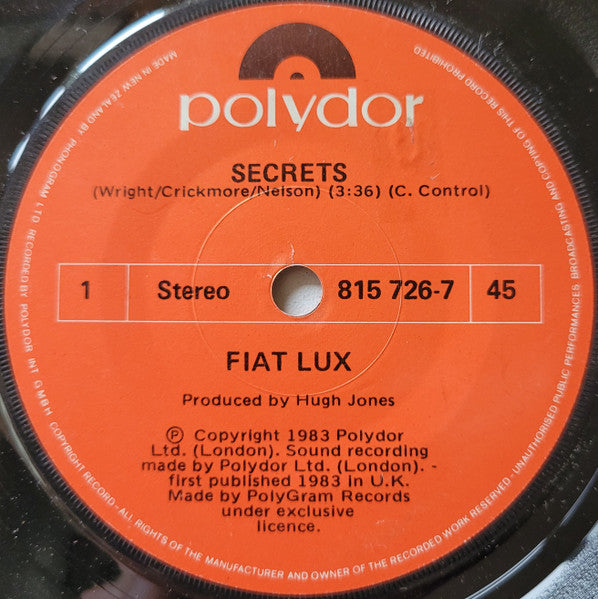 polydor
SECRETS
(Wright/Crickmore/Nelson) (3:36) (C. Control)
1 Stereo 815 726-7 45
FIAT LUX
Produced by Hugh Jones
Ⓟ Copyright 1983 Polydor
Ltd. (London). Sound recording
made by Polydor Ltd. (London). -
first published 1983 in U.K.
Made by PolyGram Records
under exclusive
licence.
MADE IN NEW ZEALAND BY PHONOGRAM LTD RECORDED BY POLYDOR INT GMBH COPYRIGHT RECORD - ALL RIGHTS OF THE MANUFACTURER AND OWNER OF THE RECORDED WORK RESERVED - UNAUTHORISED PUBLIC PERFORMANCES BROADCASTING AND COPYING OF THIS RECORD PROHIBITED